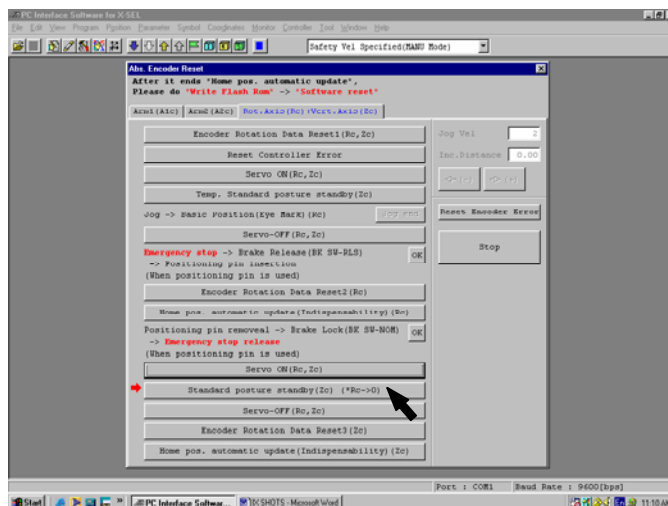 PC Interface Software for X-SEL
File Edit View Program Position Parameter Symbol Coordinates Monitor Controller Tool Window Help
Safety Vel Specified(MANU Mode)
Abs. Encoder Reset
After it ends "Home pos. automatic update",
Please do "Write Flash Rom" -> "Software reset"
Arm1(A1c) Arm2(A2c) Rot.Axis(Rc)+Vert.Axis(Zc)
Encoder Rotation Data Reset1(Rc,Zc)
Reset Controller Error
Servo ON(Rc,Zc)
Temp. Standard posture standby(Zc)
Jog -> Basic Position(Eye Mark)(Rc) Jog end
Servo-OFF(Rc,Zc)
Emergency stop -> Brake Release(BK SW-RLS) OK
-> Positioning pin insertion
(When positioning pin is used)
Encoder Rotation Data Reset2(Rc)
Home pos. automatic update(Indispensability)(Rc)
Positioning pin removeal -> Brake Lock(BK SW-NOM) OK
-> Emergency stop release
(When positioning pin is used)
Servo ON(Rc,Zc)
Standard posture standby(Zc) (*Rc->0)
Servo-OFF(Rc,Zc)
Encoder Rotation Data Reset3(Zc)
Home pos. automatic update(Indispensability)(Zc)
Jog Vel 2
Inc.Distance 0.00
Reset Encoder Error
Stop
Port : COM1 Baud Rate : 9600[bps]
Start PC Interface Softwar... IX SHOTS - Microsoft Word 11:10 AM